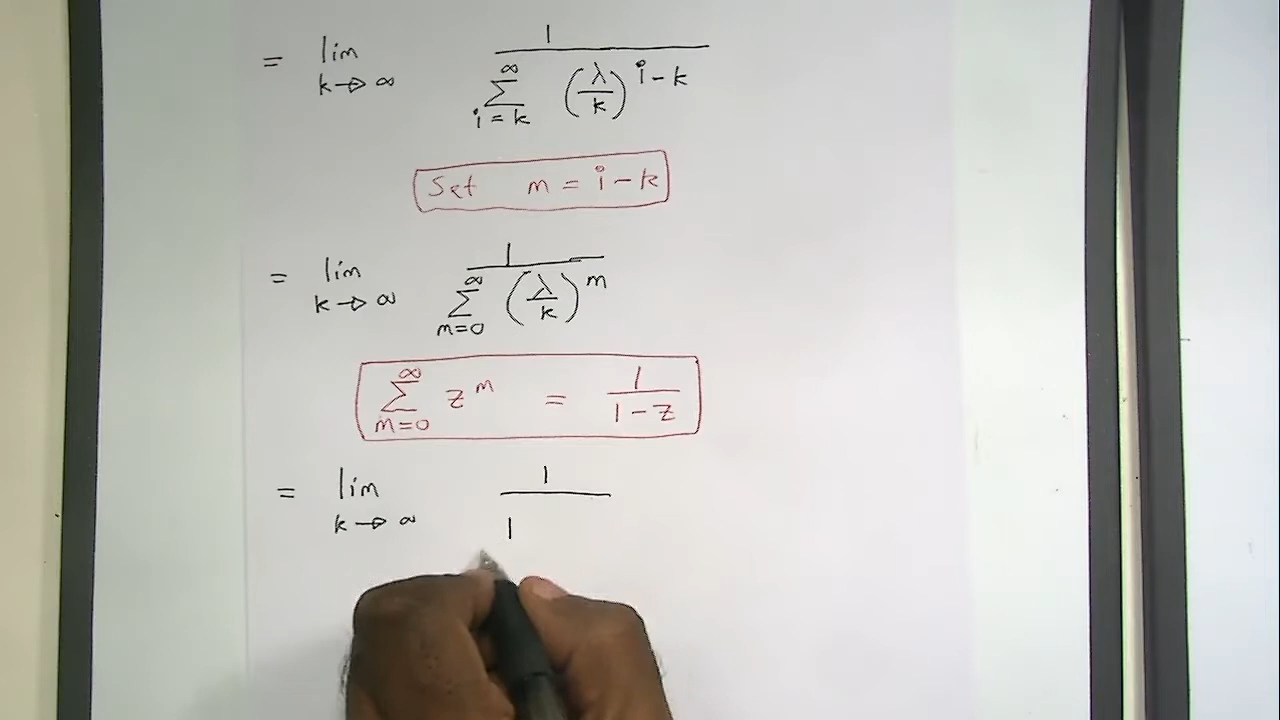 = lim k→∞ 1 / ∑_{i=k}^{∞} (λ/k)^{i-k}
Set m = i - k
= lim k→∞ 1 / ∑_{m=0}^{∞} (λ/k)^m
∑_{m=0}^{∞} z^m = 1 / (1 - z)
= lim k→∞ 1 / 1